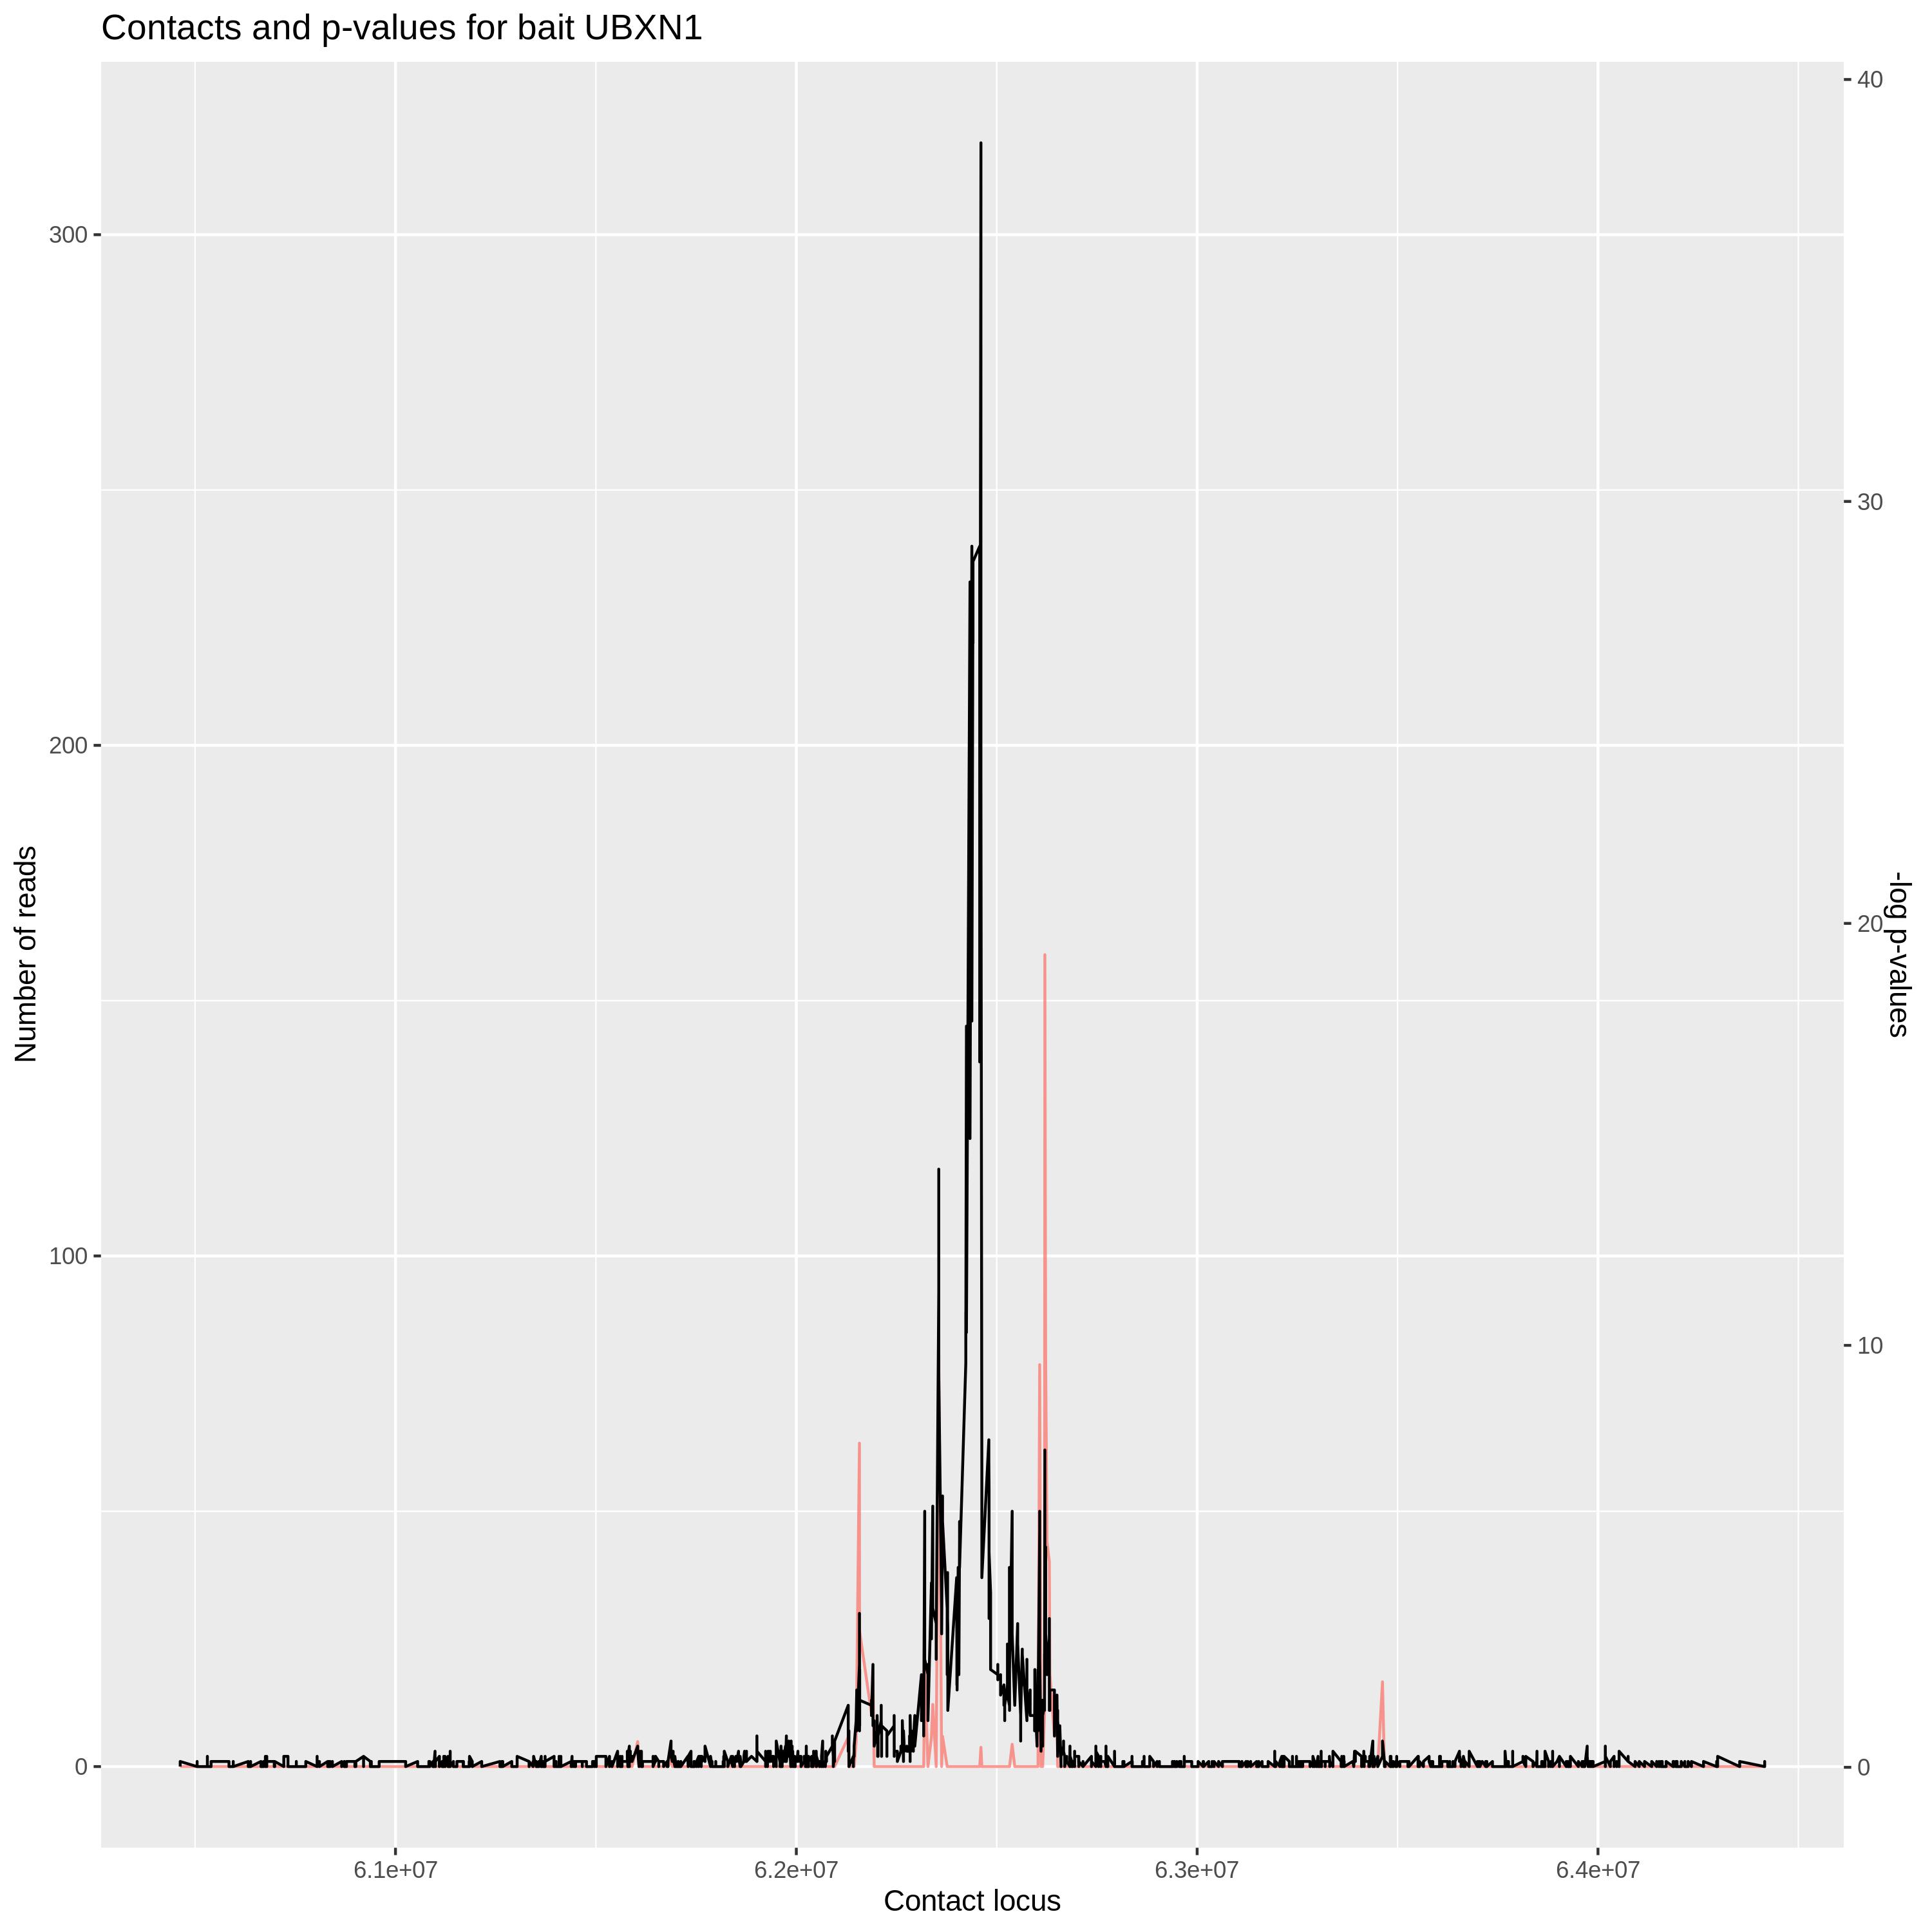 Contacts and p-values for bait UBXN1
40
300
30
200
20
Number of reads
-log p-values
100
10
0
0
6.1e+07
6.2e+07
6.3e+07
6.4e+07
Contact locus